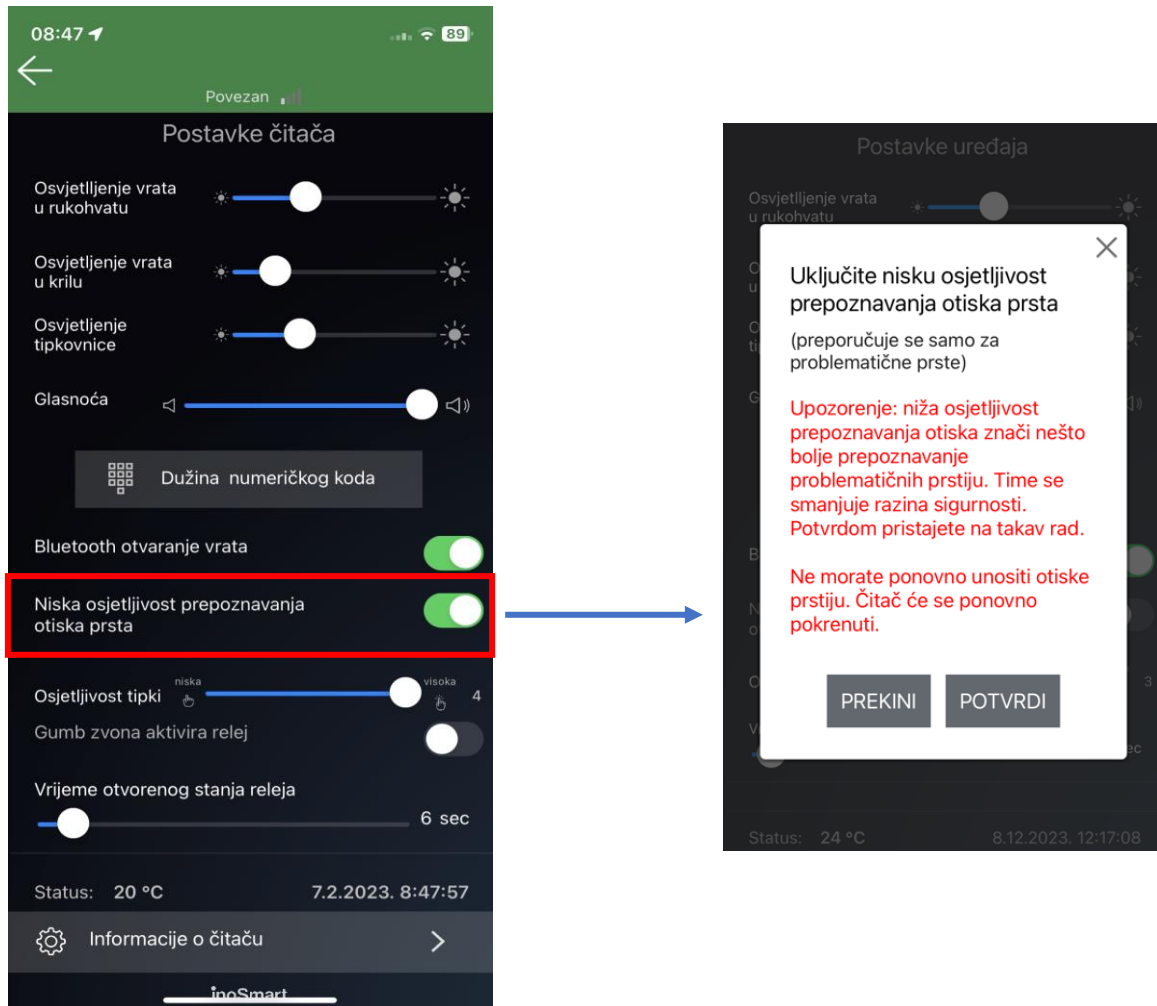 08:47
89
Povezan
Postavke čitača
Osvjetlljenje vrata
u rukohvatu
Osvjetljenje vrata
u krilu
Osvjetljenje
tipkovnice
Glasnoća
Dužina numeričkog koda
Bluetooth otvaranje vrata
Niska osjetljivost prepoznavanja
otiska prsta
Osjetljivost tipki niska visoka 4
Gumb zvona aktivira relej
Vrijeme otvorenog stanja releja
6 sec
Status: 20 °C 7.2.2023. 8:47:57
Informacije o čitaču
inoSmart
Postavke uređaja
Osvjetlljenje vrata
u rukohvatu
Uključite nisku osjetljivost
prepoznavanja otiska prsta
(preporučuje se samo za
problematične prste)
Upozorenje: niža osjetljivost
prepoznavanja otiska znači nešto
bolje prepoznavanje
problematičnih prstiju. Time se
smanjuje razina sigurnosti.
Potvrdom pristajete na takav rad.
Ne morate ponovno unositi otiske
prstiju. Čitač će se ponovno
pokrenuti.
PREKINI POTVRDI
3
Status: 24 °C 8.12.2023. 12:17:08